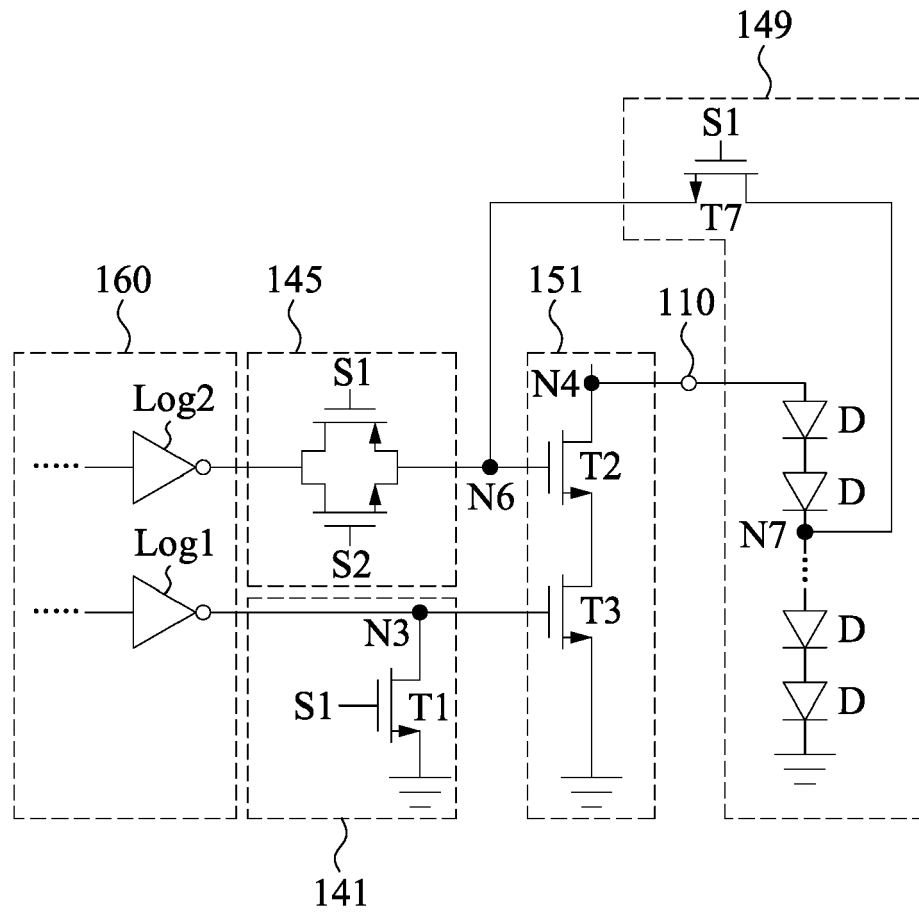 149
S1
T7
160
145
151
110
Log2
S1
N4
D
......
T2
N6
D
Log1
S2
N7
......
N3
T3
D
S1
T1
D
141